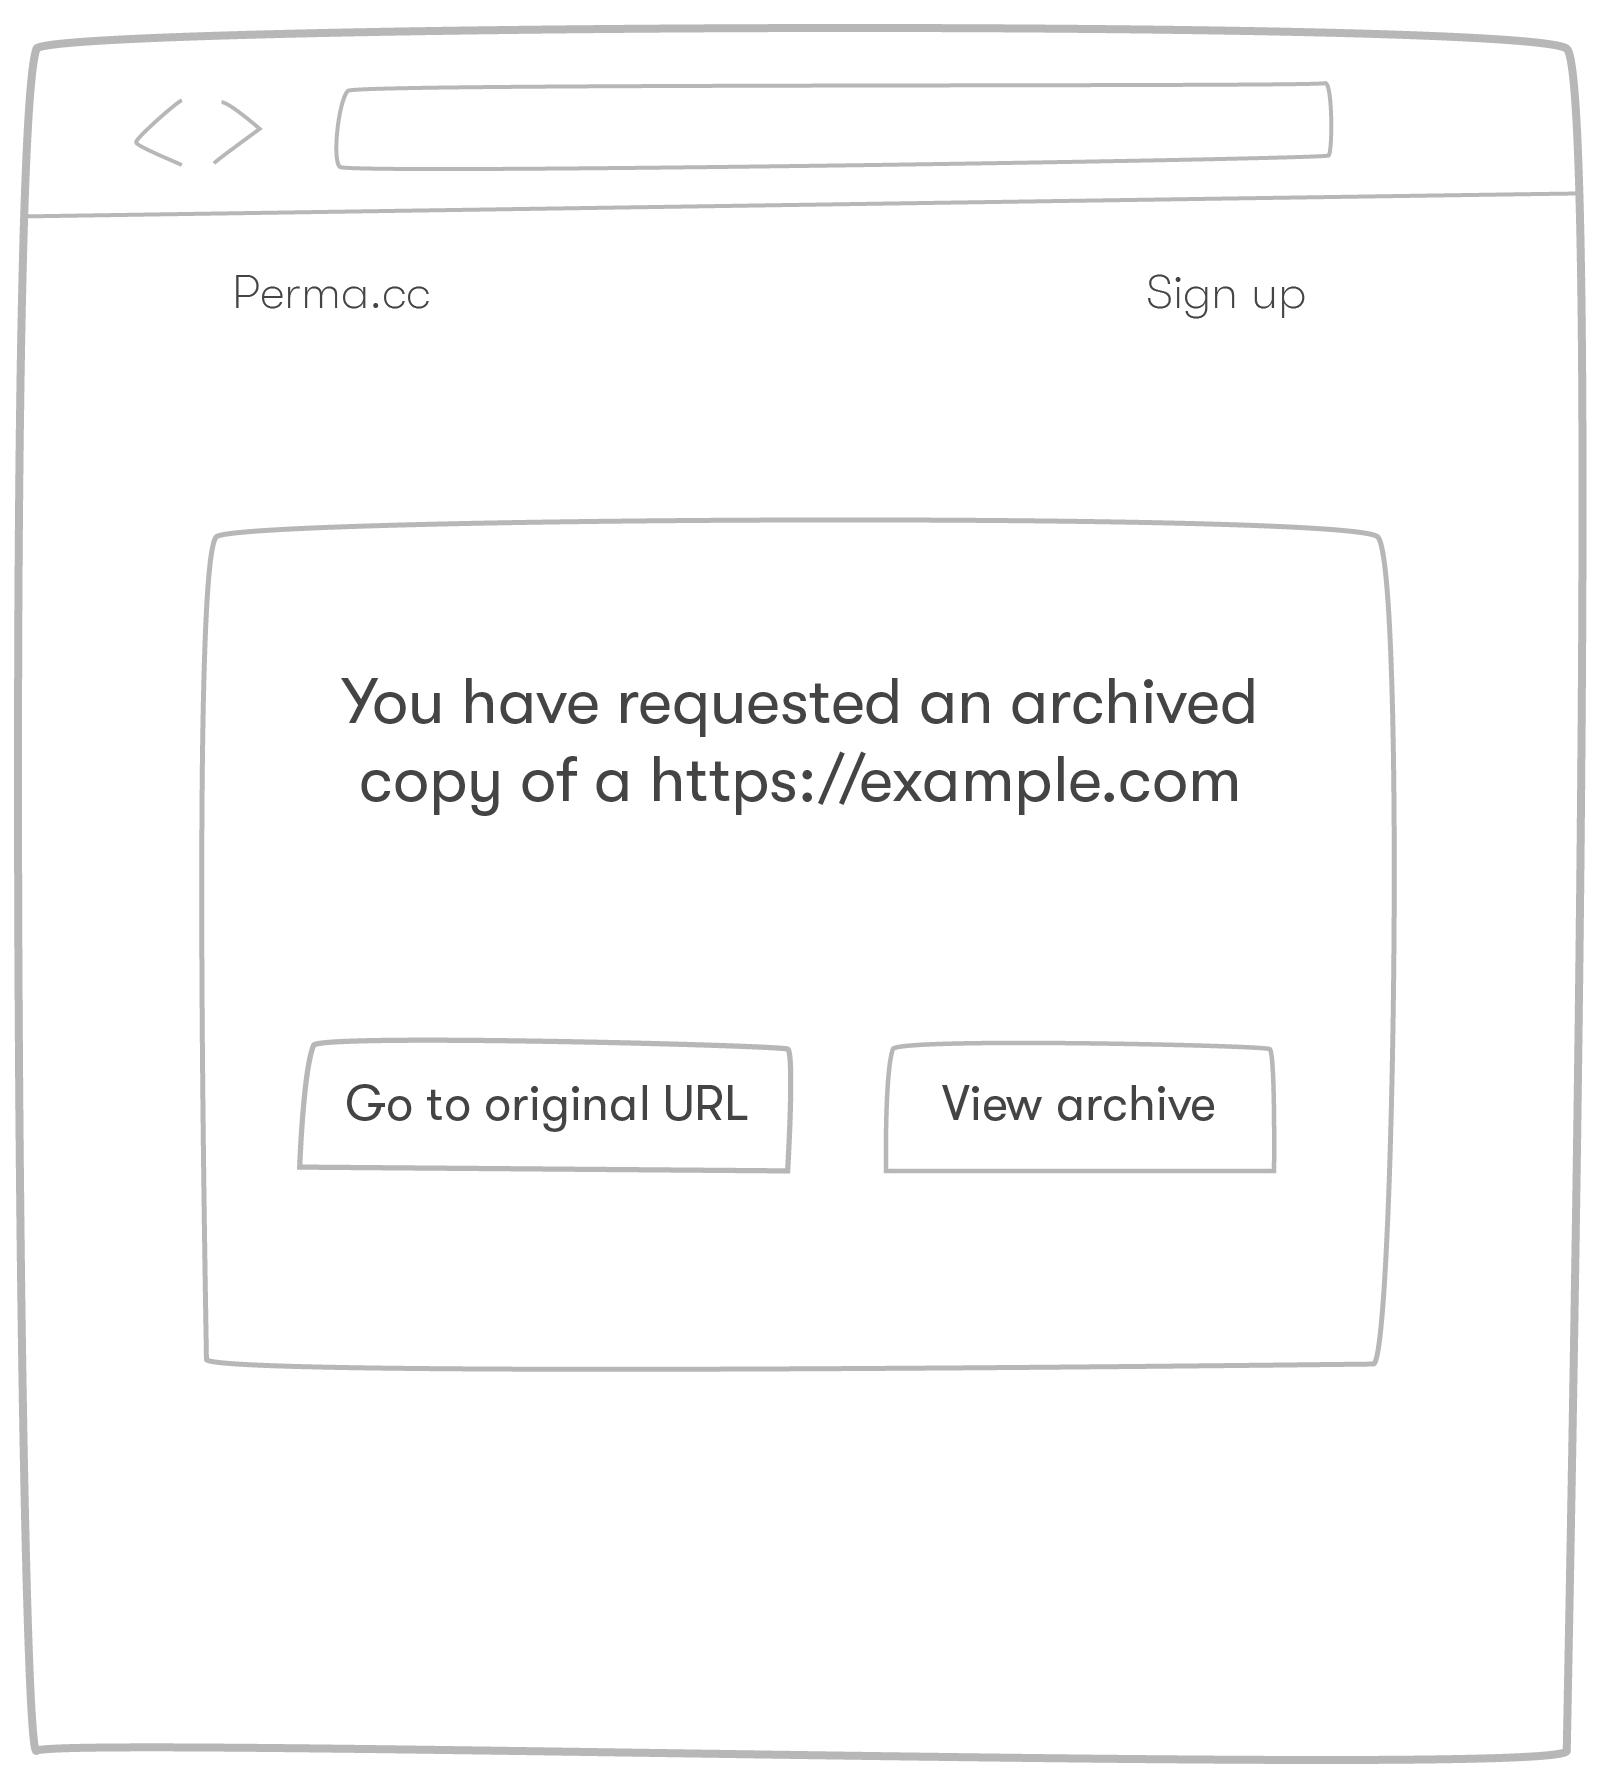 Perma.cc
Sign up
You have requested an archived
copy of a https://example.com
Go to original URL
View archive